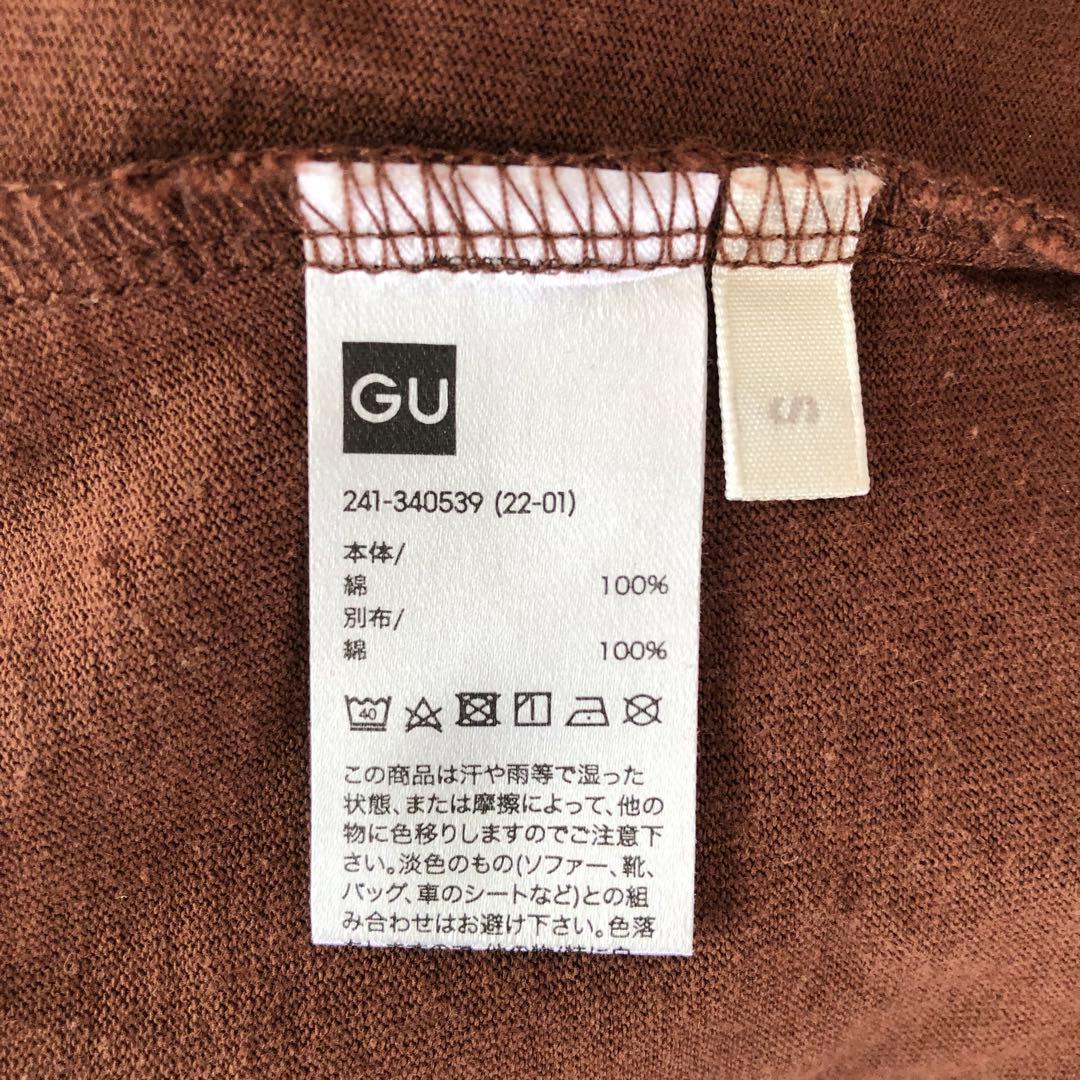 GU
S
241-340539 (22-01)
本体/
綿 100%
別布/
綿 100%
40
この商品は汗や雨等で湿った
状態、または摩擦によって、他の
物に色移りしますのでご注意下
さい。淡色のもの(ソファー、靴、
バッグ、車のシートなど)との組
み合わせはお避け下さい。色落